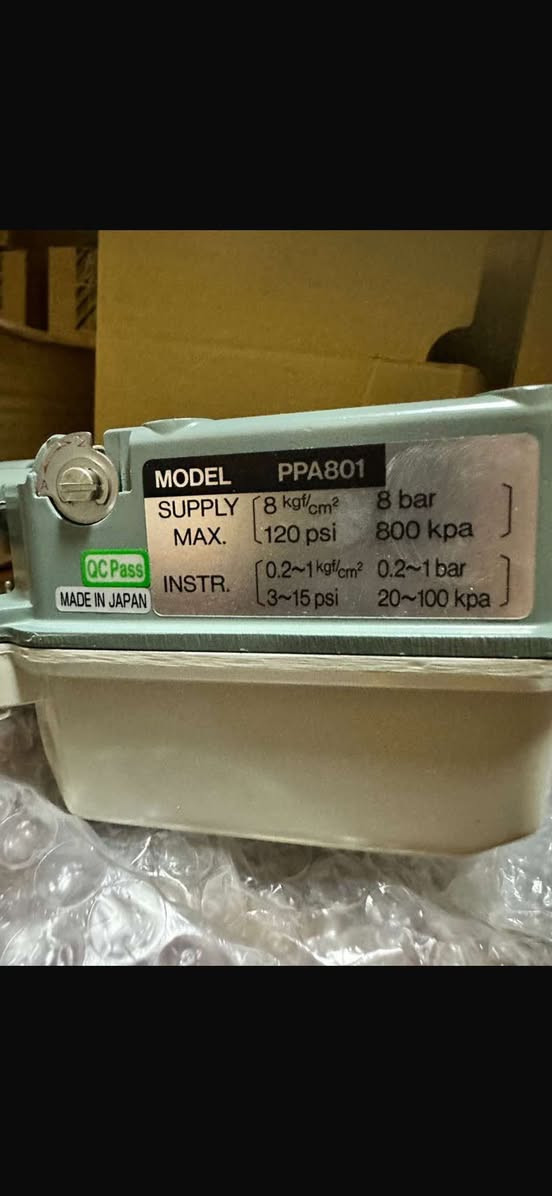 MODEL PPA801
SUPPLY MAX. 8 kgf/cm² 8 bar
120 psi 800 kpa
INSTR. 0.2~1 kgf/cm² 0.2~1 bar
3~15 psi 20~100 kpa
QC Pass
MADE IN JAPAN
A